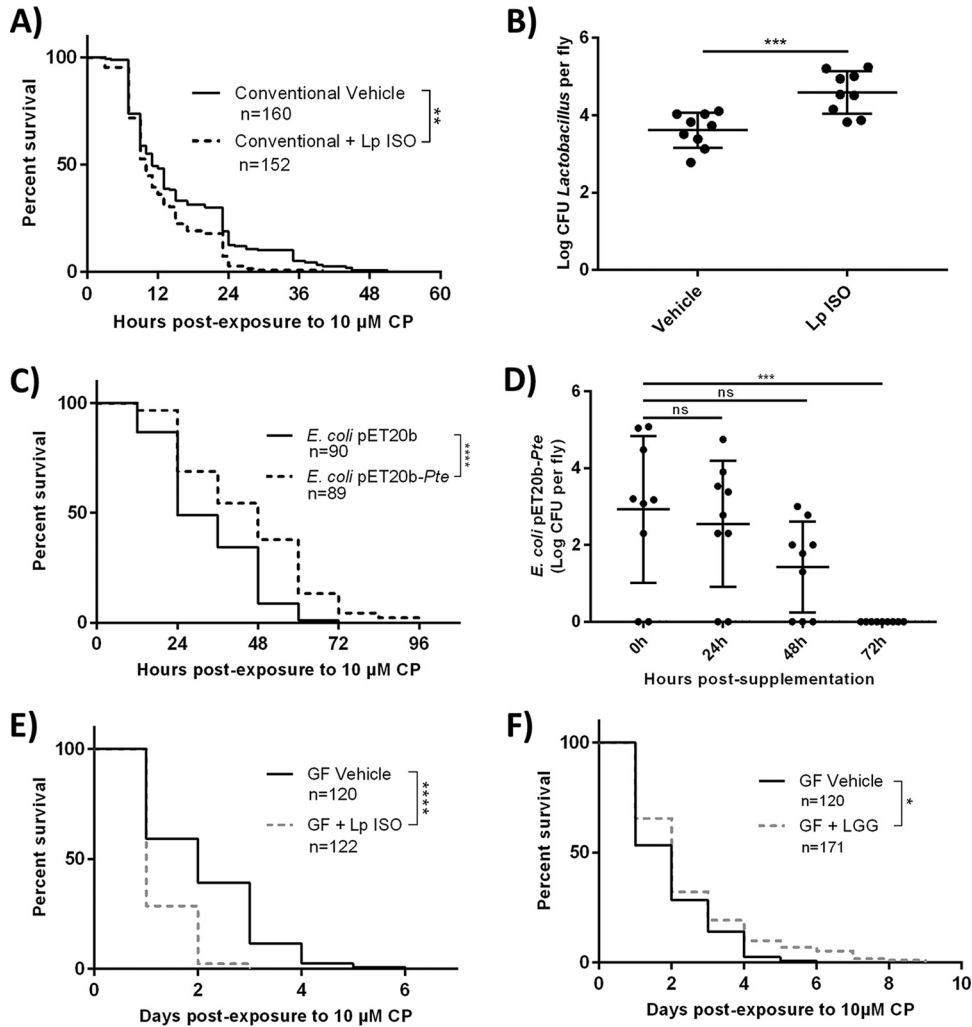 A)
Percent survival
100
50
0
0 12 24 36 48 60
Hours post-exposure to 10 µM CP
Conventional Vehicle
n=160
Conventional + Lp ISO
n=152
**
B)
Log CFU Lactobacillus per fly
6
4
2
0
***
Vehicle
Lp ISO
C)
Percent survival
100
50
0
0 24 48 72 96
Hours post-exposure to 10 µM CP
E. coli pET20b
n=90
E. coli pET20b-Pte
n=89
****
D)
E. coli pET20b-Pte
(Log CFU per fly)
6
4
2
0
***
ns
ns
0h
24h
48h
72h
Hours post-supplementation
E)
Percent survival
100
50
0
0 2 4 6
Days post-exposure to 10 µM CP
GF Vehicle
n=120
GF + Lp ISO
n=122
****
F)
Percent survival
100
50
0
0 2 4 6 8 10
Days post-exposure to 10µM CP
GF Vehicle
n=120
GF + LGG
n=171
*